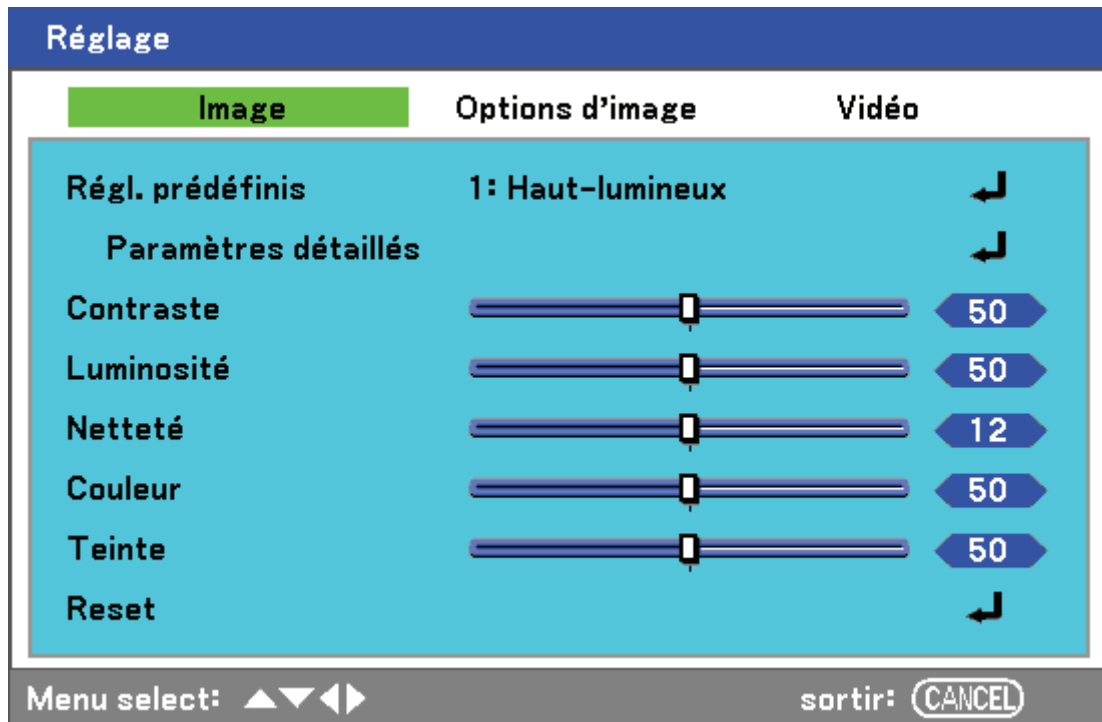 Réglage
Image Options d'image Vidéo
Régl. prédéfinis 1: Haut-lumineux
Paramètres détaillés
Contraste 50
Luminosité 50
Netteté 12
Couleur 50
Teinte 50
Reset
Menu select: ▲▼◀▶ sortir: CANCEL